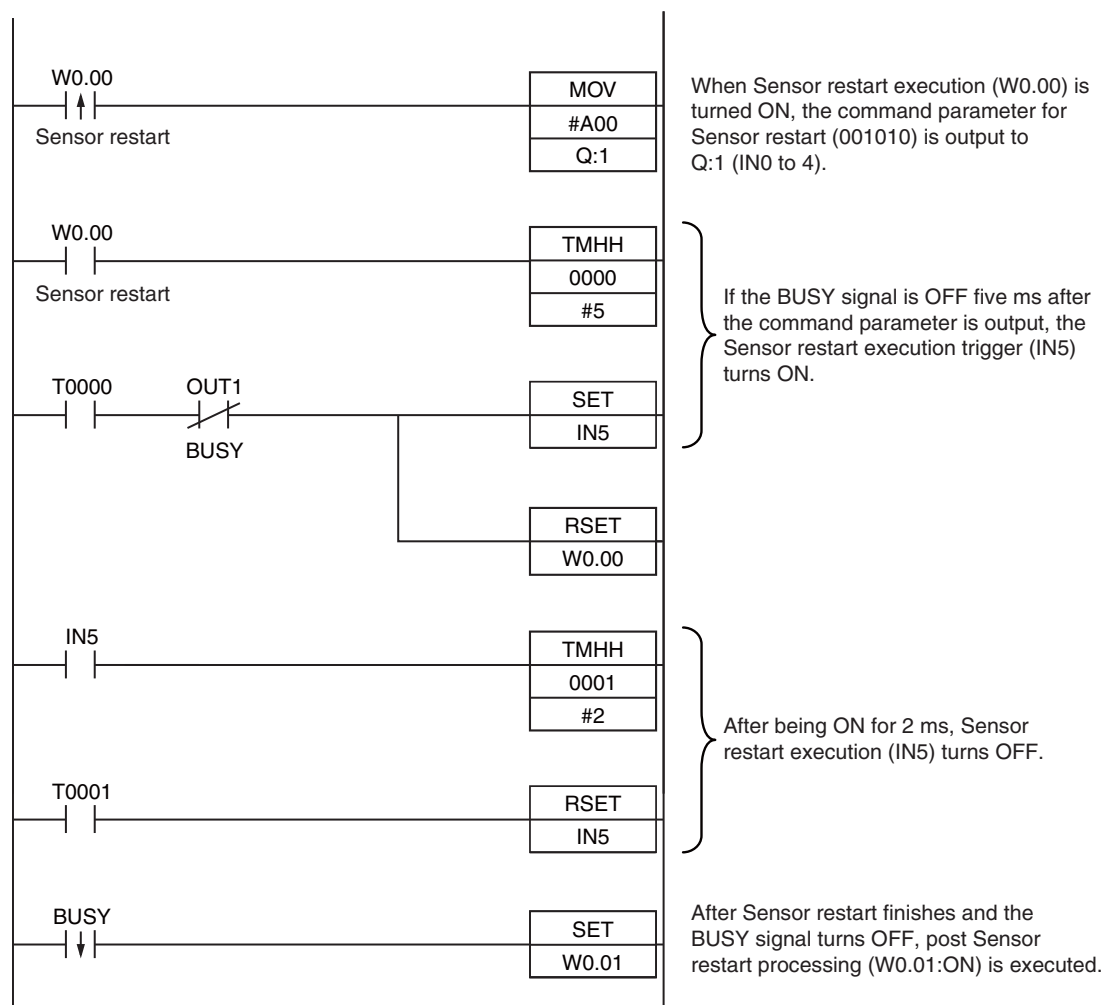 W0.00
Sensor restart
MOV
#A00
Q:1
When Sensor restart execution (W0.00) is
turned ON, the command parameter for
Sensor restart (001010) is output to
Q:1 (IN0 to 4).
W0.00
Sensor restart
TMHH
0000
#5
T0000
OUT1
BUSY
SET
IN5
If the BUSY signal is OFF five ms after
the command parameter is output, the
Sensor restart execution trigger (IN5)
turns ON.
RSET
W0.00
IN5
TMHH
0001
#2
T0001
RSET
IN5
After being ON for 2 ms, Sensor
restart execution (IN5) turns OFF.
BUSY
SET
W0.01
After Sensor restart finishes and the
BUSY signal turns OFF, post Sensor
restart processing (W0.01:ON) is executed.